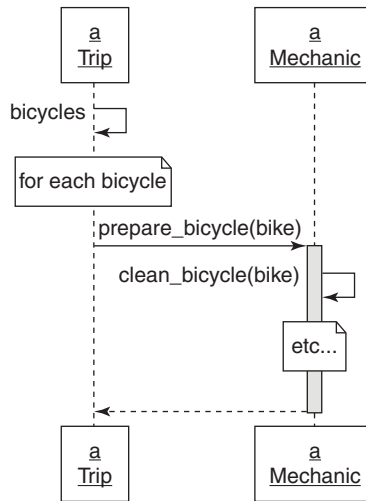 a
Trip
a
Mechanic
bicycles
for each bicycle
prepare_bicycle(bike)
clean_bicycle(bike)
etc...
a
Trip
a
Mechanic